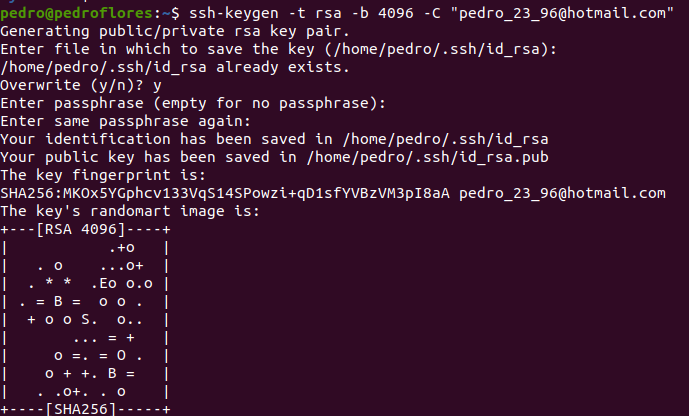 pedro@pedroflores:~$ ssh-keygen -t rsa -b 4096 -C "pedro_23_96@hotmail.com"
Generating public/private rsa key pair.
Enter file in which to save the key (/home/pedro/.ssh/id_rsa):
/home/pedro/.ssh/id_rsa already exists.
Overwrite (y/n)? y
Enter passphrase (empty for no passphrase):
Enter same passphrase again:
Your identification has been saved in /home/pedro/.ssh/id_rsa
Your public key has been saved in /home/pedro/.ssh/id_rsa.pub
The key fingerprint is:
SHA256:MKOx5YGphcv133VqS14SPowzi+qD1sfYVBzVM3pI8aA pedro_23_96@hotmail.com
The key's randomart image is:
+---[RSA 4096]----+
|            .+o   |
|   . o    ...o+  |
|  . * *  .Eo o.o |
| . = B =  o o .  |
|  + o o S.  o..  |
|       ... = +   |
|     o =. = O .  |
|    o + +. B =   |
|   . .o+. . o    |
+----[SHA256]-----+